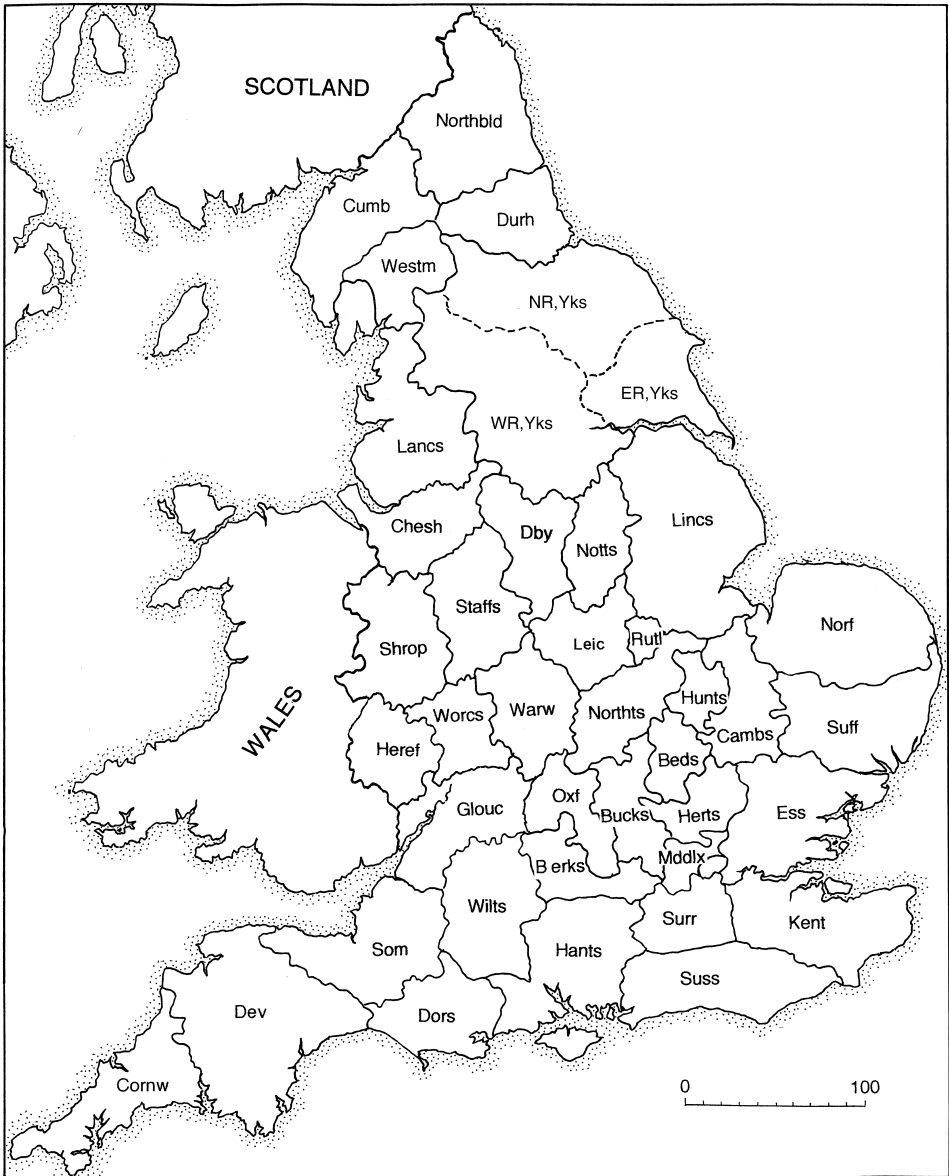 SCOTLAND
Northbld
Cumb
Durh
Westm
NR,Yks
ER,Yks
WR,Yks
Lancs
Chesh
Dby
Notts
Lincs
Staffs
Shrop
Leic
Rutl
Norf
WALES
Heref
Worcs
Warw
Northts
Hunts
Cambs
Suff
Beds
Glouc
Oxf
Bucks
Herts
Ess
Berks
Mddlx
Wilts
Surr
Kent
Som
Hants
Suss
Dev
Dors
Cornw
0 100